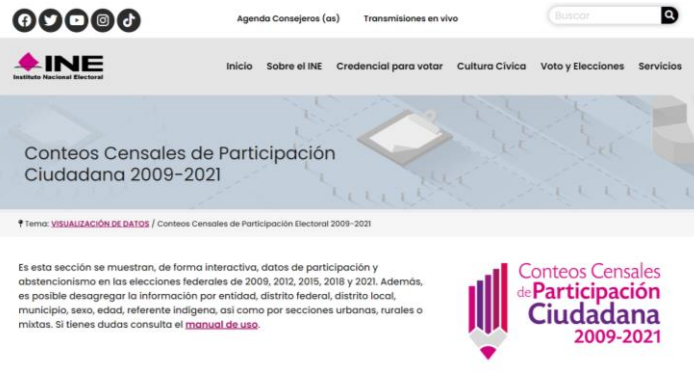 Agenda Consejeros (as) Transmisiones en vivo Buscar
INE
Instituto Nacional Electoral
Inicio Sobre el INE Credencial para votar Cultura Cívica Voto y Elecciones Servicios
Conteos Censales de Participación
Ciudadana 2009-2021
Tema: VISUALIZACIÓN DE DATOS / Conteos Censales de Participación Electoral 2009-2021
Es esta sección se muestran, de forma interactiva, datos de participación y
abstencionismo en las elecciones federales de 2009, 2012, 2015, 2018 y 2021. Además,
es posible desagregar la información por entidad, distrito federal, distrito local,
municipio, sexo, edad, referente indígena, así como por secciones urbanas, rurales o
mixtas. Si tienes dudas consulta el manual de uso.
Conteos Censales
de Participación
Ciudadana
2009-2021